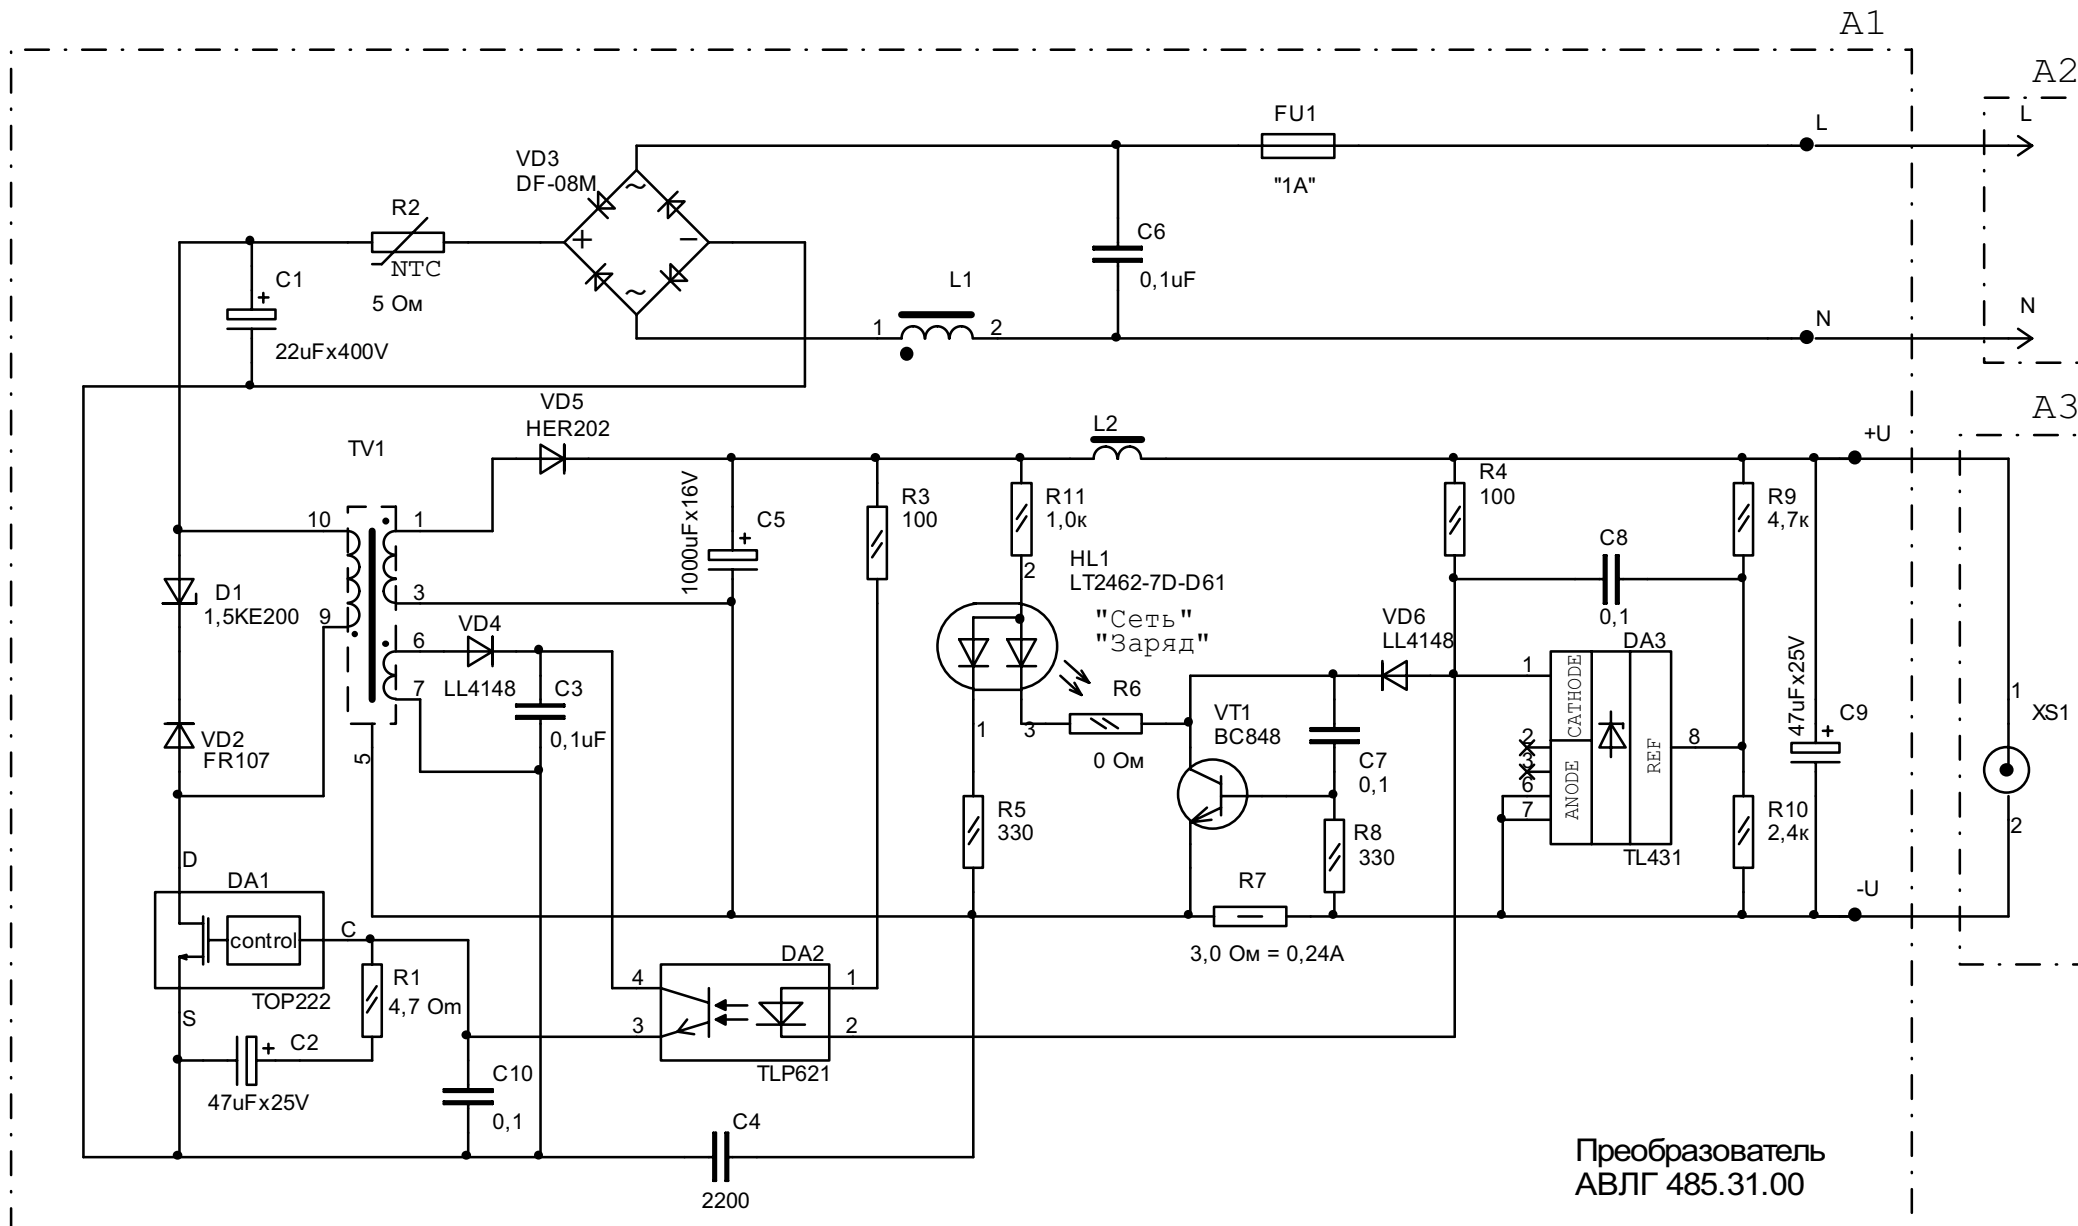 A1
A2
L
L
FU1
"1A"
VD3
DF-08M
~
R2
NTC
5 Ом
+
−
C6
0,1uF
C1
+
22uFx400V
~
L1
1
2
N
N
A3
VD5
HER202
L2
+U
TV1
1000uFx16V
C5
+
R3
100
R11
1,0к
R4
100
R9
4,7к
10
1
D1
1,5KE200
9
3
2
HL1
LT2462-7D-D61
"Сеть"
"Заряд"
C8
0,1
VD4
LL4148
6
7
C3
0,1uF
VD6
LL4148
DA3
1
CATHODE
ANODE
REF
2
3
6
7
8
TL431
47uFx25V
C9
+
1
XS1
2
VD2
FR107
5
1
3
R6
0 Ом
VT1
BC848
C7
0,1
R5
330
R8
330
R10
2,4к
D
DA1
control
C
TOP222
S
R7
3,0 Ом = 0,24А
-U
R1
4,7 Om
DA2
4
3
1
2
TLP621
C2
+
47uFx25V
C10
0,1
C4
2200
Преобразователь
АВЛГ 485.31.00